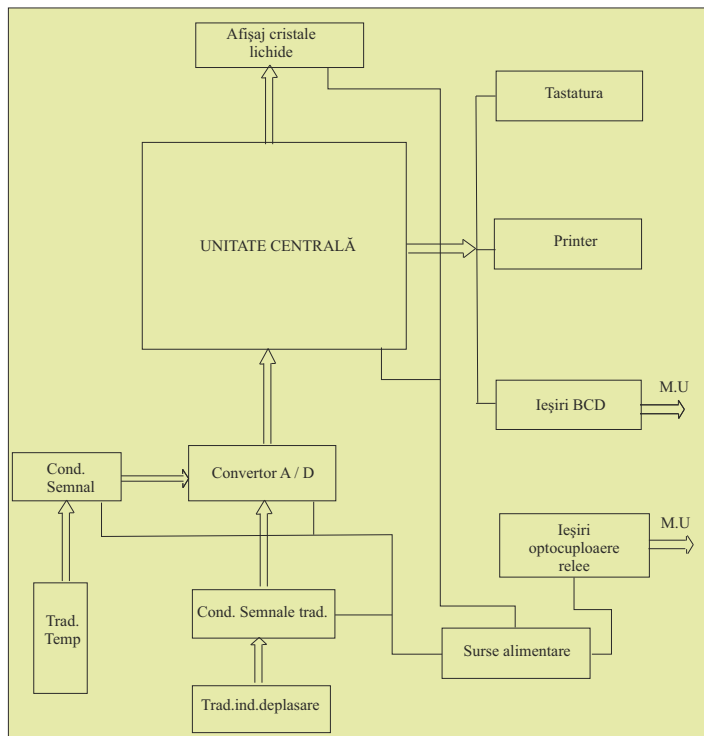 Afişaj cristale
lichide
Tastatura
UNITATE CENTRALĂ
Printer
M.U
Ieşiri BCD
Cond.
Semnal
Convertor A / D
M.U
Ieşiri
optocuploaere
relee
Trad.
Temp
Cond. Semnale trad.
Surse alimentare
Trad.ind.deplasare